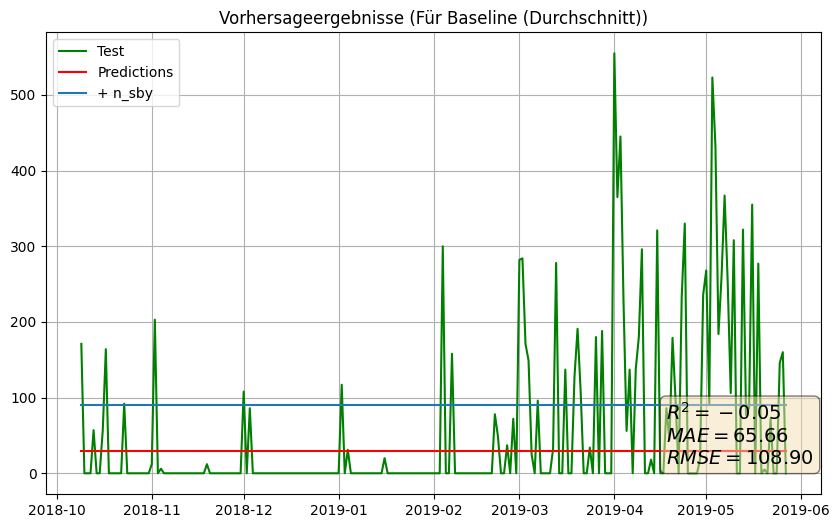 Vorhersageergebnisse (Für Baseline (Durchschnitt))
Test
Predictions
+ n_sby
500
400
300
200
100
0
R² = −0.05
MAE = 65.66
RMSE = 108.90
2018-10 2018-11 2018-12 2019-01 2019-02 2019-03 2019-04 2019-05 2019-06